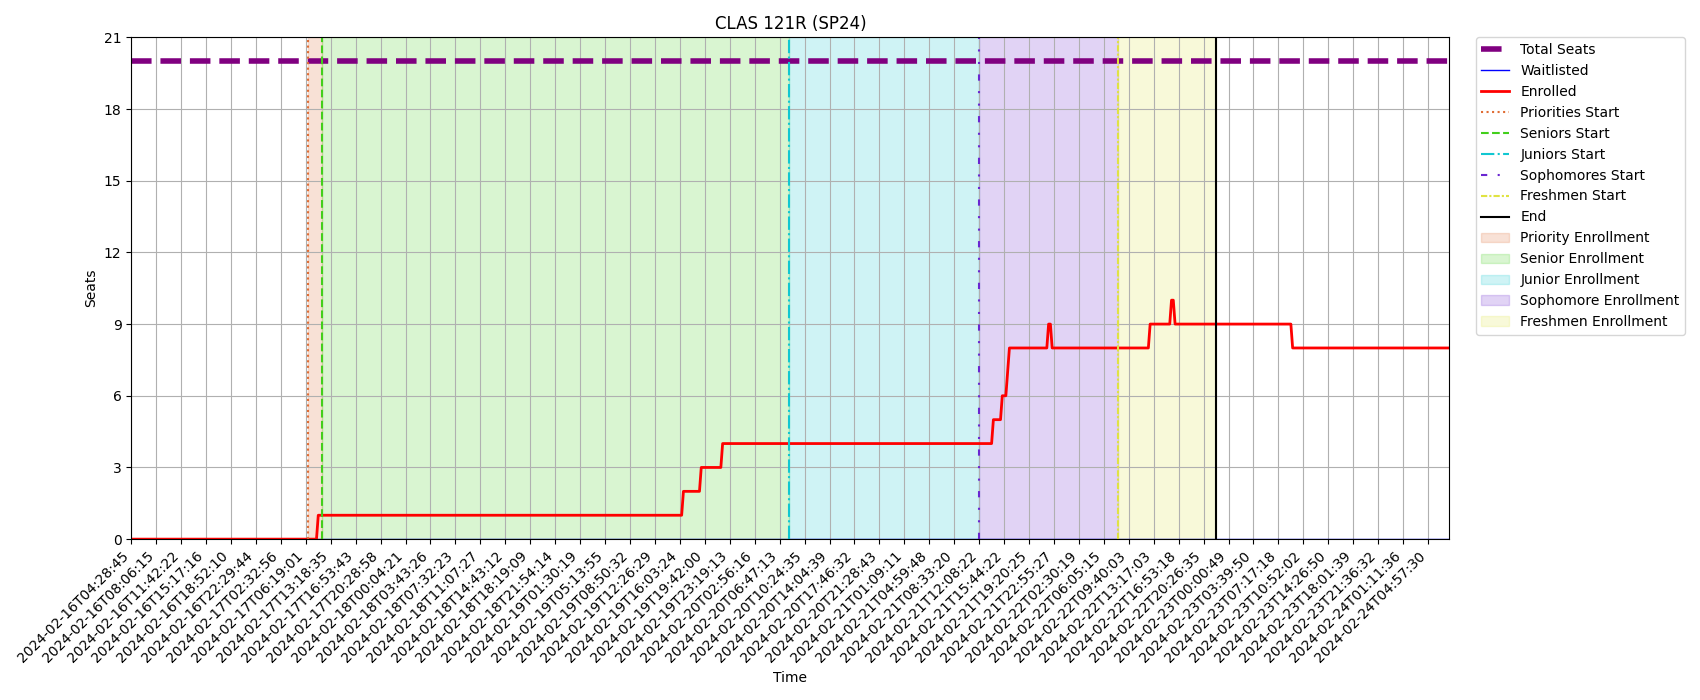 CLAS 121R (SP24)
21
18
15
12
9
6
3
0
Seats
2024-02-16T04:28:45
2024-02-16T08:06:15
2024-02-16T11:42:22
2024-02-16T15:17:16
2024-02-16T18:52:10
2024-02-16T22:29:44
2024-02-17T02:32:56
2024-02-17T06:19:01
2024-02-17T13:18:35
2024-02-17T16:53:43
2024-02-17T20:28:58
2024-02-18T00:04:21
2024-02-18T03:43:26
2024-02-18T07:32:23
2024-02-18T11:07:27
2024-02-18T14:43:12
2024-02-18T18:19:09
2024-02-18T21:54:14
2024-02-19T01:30:19
2024-02-19T05:13:55
2024-02-19T08:50:32
2024-02-19T12:26:29
2024-02-19T16:03:24
2024-02-19T19:42:00
2024-02-19T23:19:13
2024-02-20T02:56:16
2024-02-20T06:47:13
2024-02-20T10:24:35
2024-02-20T14:04:39
2024-02-20T17:46:32
2024-02-20T21:28:43
2024-02-21T01:09:11
2024-02-21T04:59:48
2024-02-21T08:33:20
2024-02-21T12:08:22
2024-02-21T15:44:22
2024-02-21T19:20:25
2024-02-21T22:55:27
2024-02-22T02:30:19
2024-02-22T06:05:15
2024-02-22T09:40:03
2024-02-22T13:17:03
2024-02-22T16:53:18
2024-02-22T20:26:35
2024-02-23T00:00:49
2024-02-23T03:39:50
2024-02-23T07:17:18
2024-02-23T10:52:02
2024-02-23T14:26:50
2024-02-23T18:01:39
2024-02-23T21:36:32
2024-02-24T01:11:36
2024-02-24T04:57:30
Time
Total Seats
Waitlisted
Enrolled
Priorities Start
Seniors Start
Juniors Start
Sophomores Start
Freshmen Start
End
Priority Enrollment
Senior Enrollment
Junior Enrollment
Sophomore Enrollment
Freshmen Enrollment